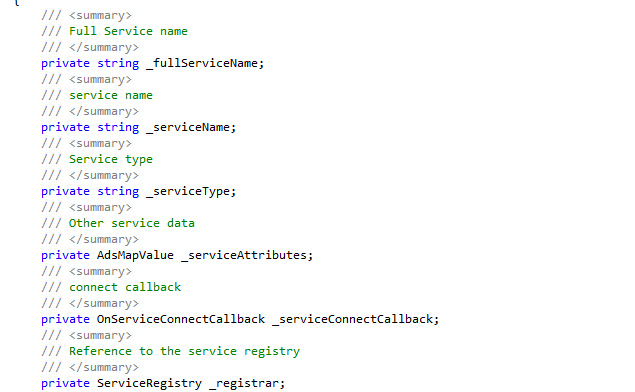 {
/// <summary>
/// Full Service name
/// </summary>
private string _fullServiceName;
/// <summary>
/// service name
/// </summary>
private string _serviceName;
/// <summary>
/// Service type
/// </summary>
private string _serviceType;
/// <summary>
/// Other service data
/// </summary>
private AdsMapValue _serviceAttributes;
/// <summary>
/// connect callback
/// </summary>
private OnServiceConnectCallback _serviceConnectCallback;
/// <summary>
/// Reference to the service registry
/// </summary>
private ServiceRegistry _registrar;